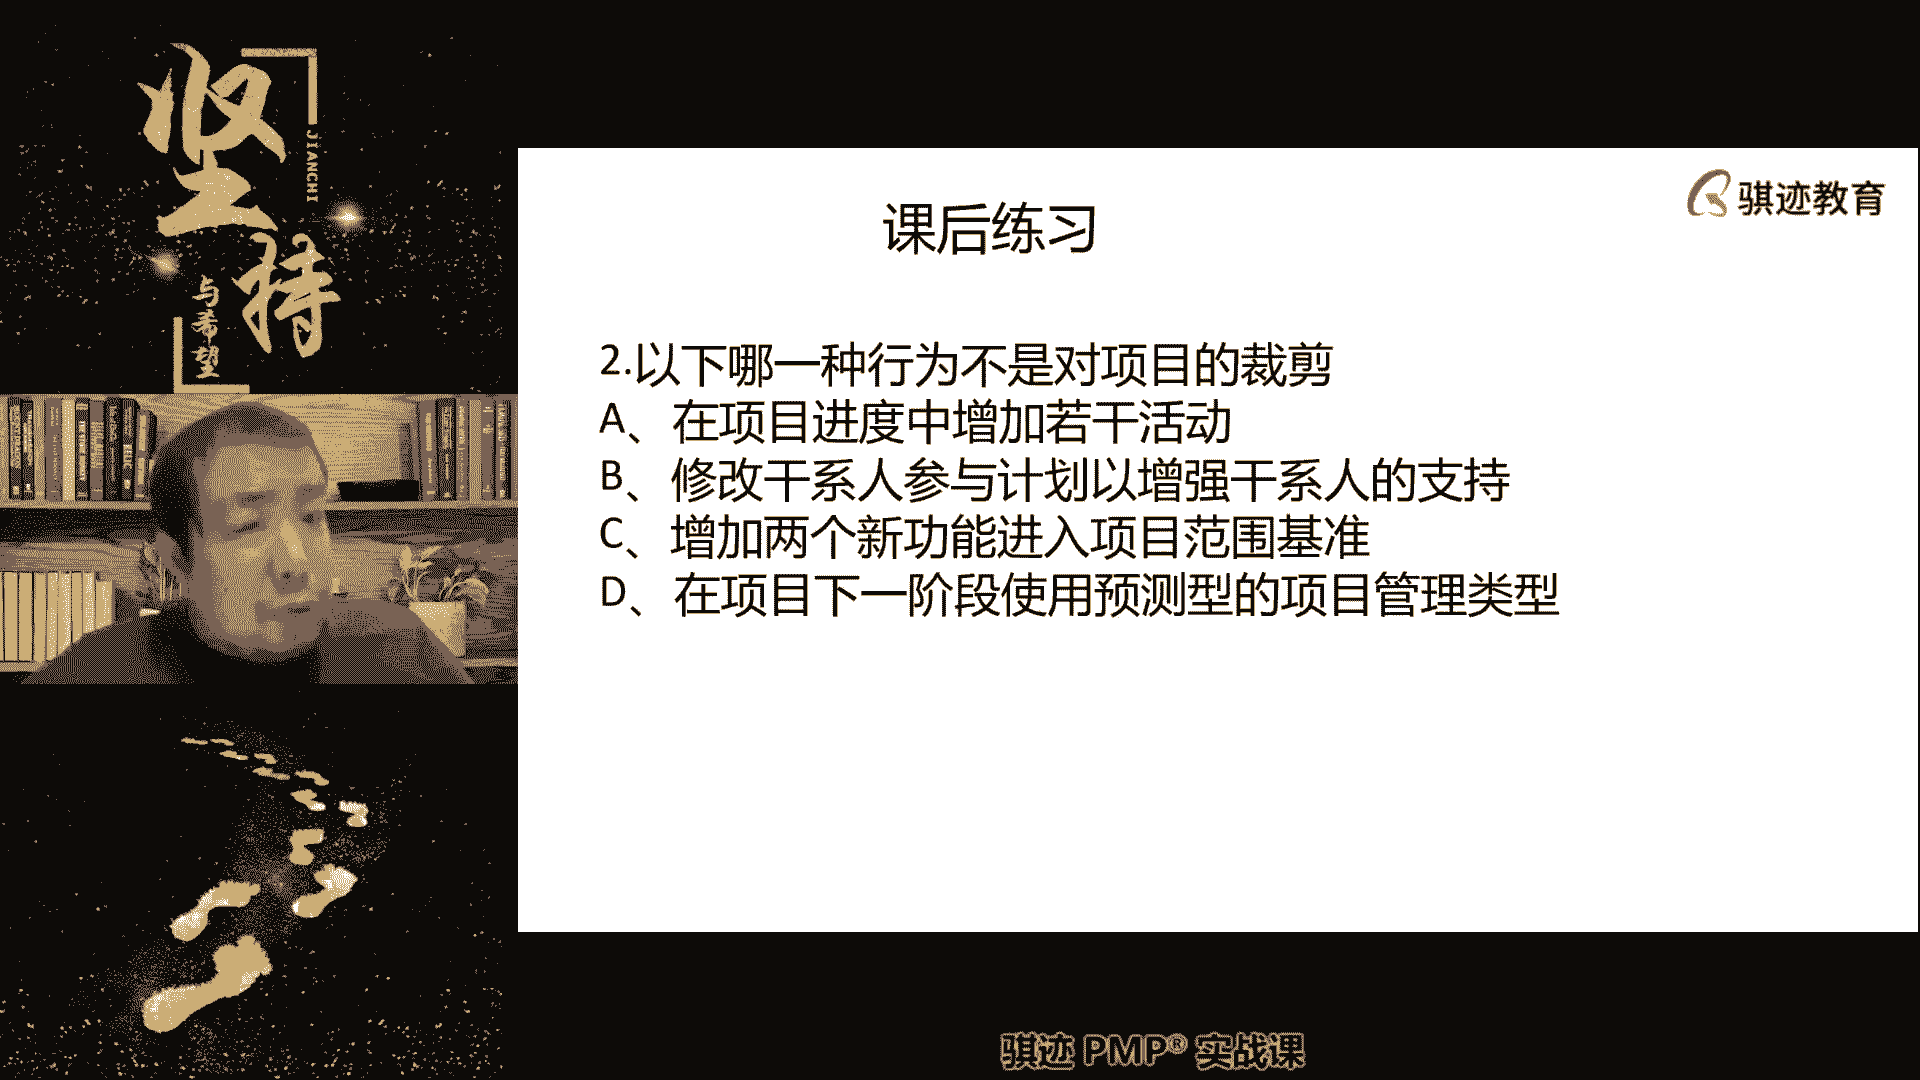 坚持
JIANCHI
与希望
骐迹教育
课后练习
2.以下哪一种行为不是对项目的裁剪
A、在项目进度中增加若干活动
B、修改干系人参与计划以增强干系人的支持
C、增加两个新功能进入项目范围基准
D、在项目下一阶段使用预测型的项目管理类型
骐迹 PMP® 实战课